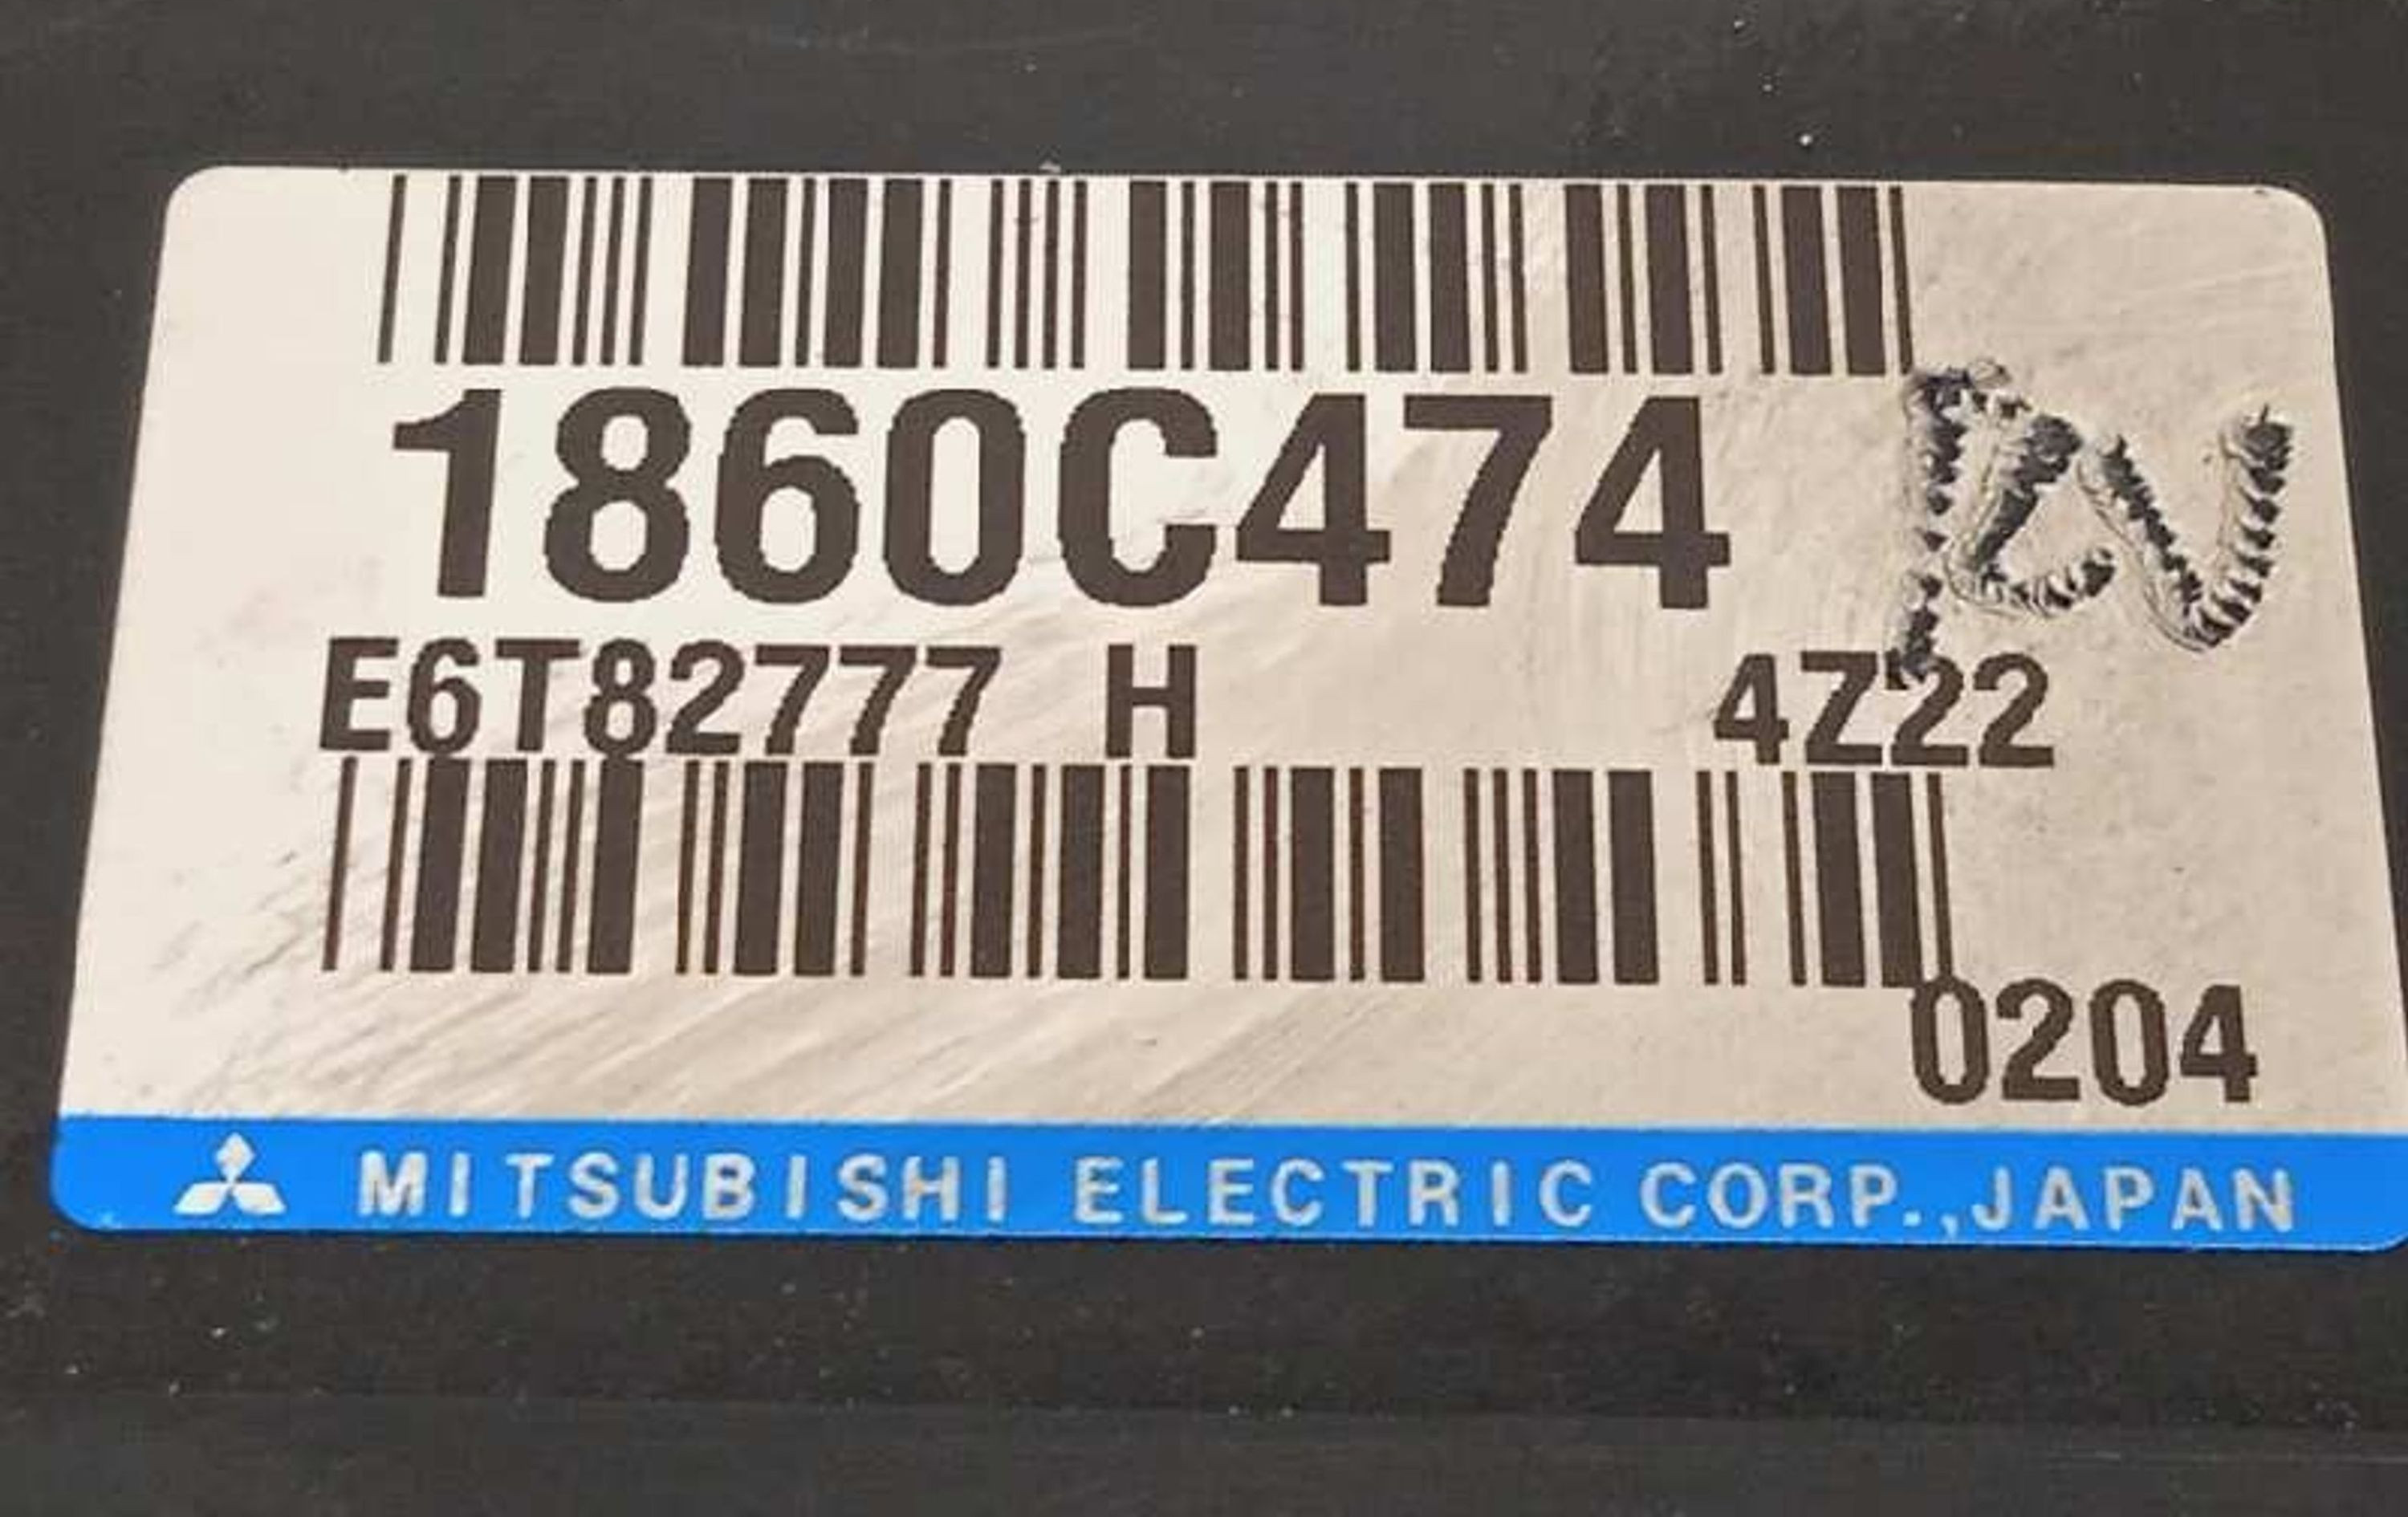 1860C474
E6T82777 H 4Z22
0204
MITSUBISHI ELECTRIC CORP.,JAPAN